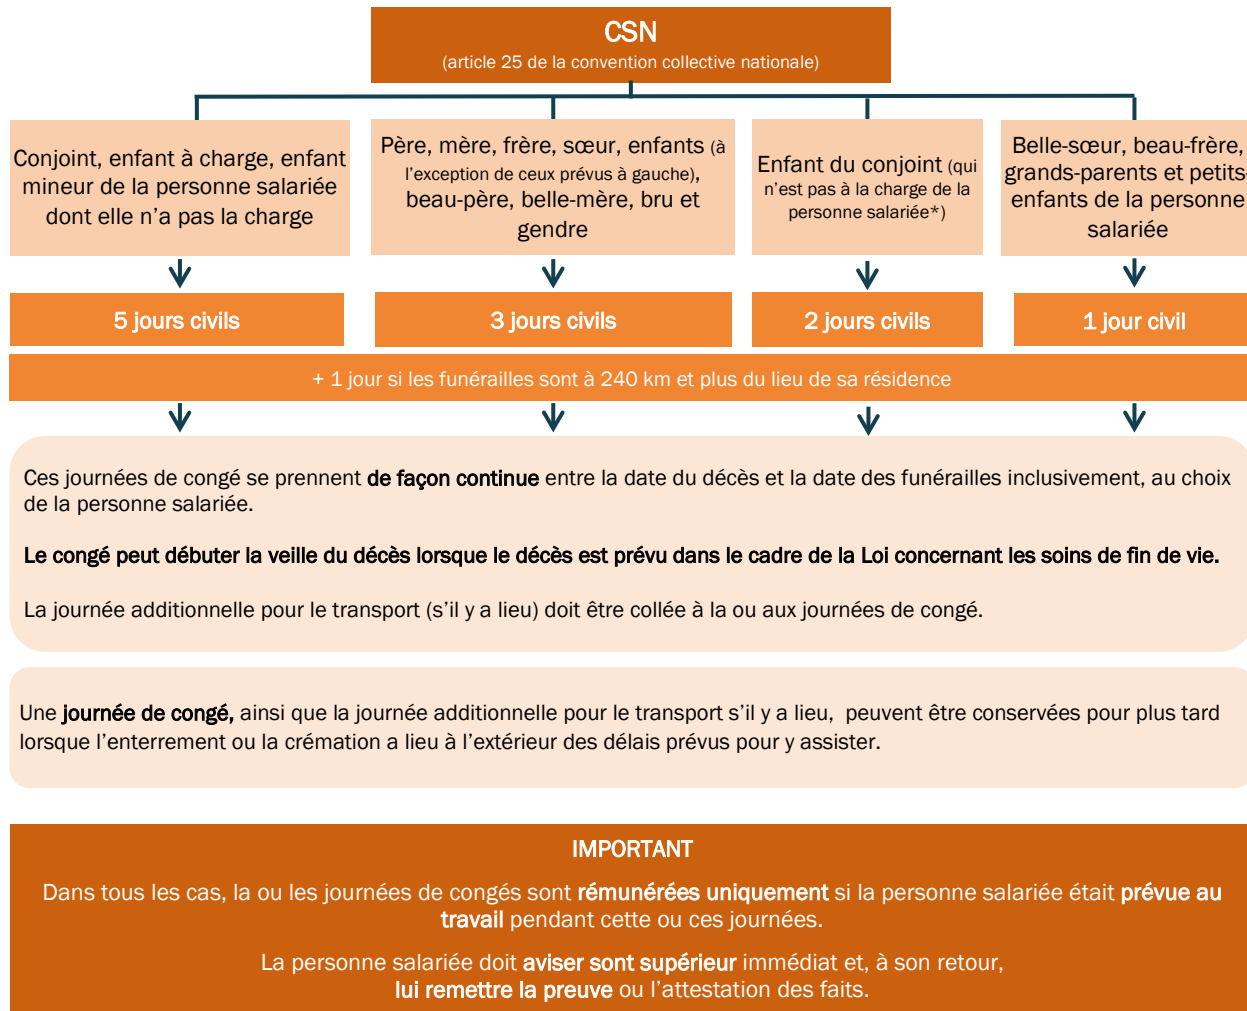 CSN
(article 25 de la convention collective nationale)
Conjoint, enfant à charge, enfant
mineur de la personne salariée
dont elle n'a pas la charge
Père, mère, frère, sœur, enfants (à
l'exception de ceux prévus à gauche),
beau-père, belle-mère, bru et
gendre
Enfant du conjoint (qui
n'est pas à la charge de la
personne salariée*)
Belle-sœur, beau-frère,
grands-parents et petits-
enfants de la personne
salariée
5 jours civils
3 jours civils
2 jours civils
1 jour civil
+ 1 jour si les funérailles sont à 240 km et plus du lieu de sa résidence
Ces journées de congé se prennent de façon continue entre la date du décès et la date des funérailles inclusivement, au choix
de la personne salariée.
Le congé peut débuter la veille du décès lorsque le décès est prévu dans le cadre de la Loi concernant les soins de fin de vie.
La journée additionnelle pour le transport (s'il y a lieu) doit être collée à la ou aux journées de congé.
Une journée de congé, ainsi que la journée additionnelle pour le transport s'il y a lieu, peuvent être conservées pour plus tard
lorsque l'enterrement ou la crémation a lieu à l'extérieur des délais prévus pour y assister.
IMPORTANT
Dans tous les cas, la ou les journées de congés sont rémunérées uniquement si la personne salariée était prévue au
travail pendant cette ou ces journées.
La personne salariée doit aviser sont supérieur immédiat et, à son retour,
lui remettre la preuve ou l'attestation des faits.